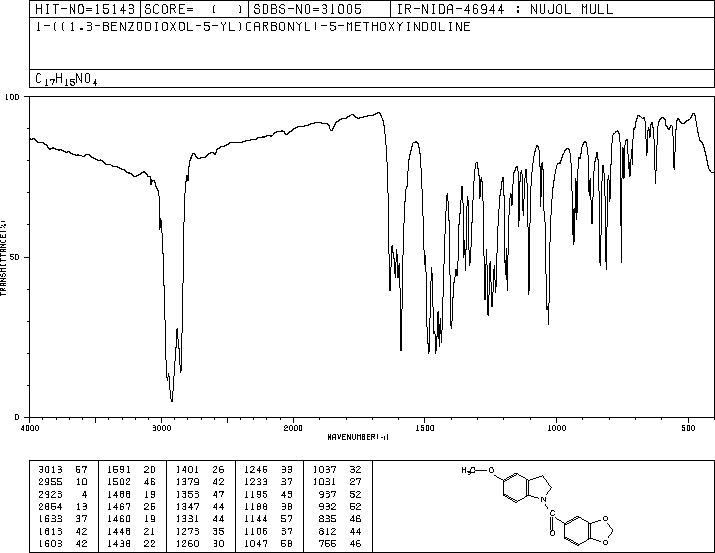 HIT-NO=15143 SCORE= ( ) SDBS-NO=31005 IR-NIDA-46944 : NUJOL MULL
1-((1,3-BENZODIOXOL-5-YL)CARBONYL)-5-METHOXYINDOLINE
C17H15NO4
100
50
0
TRANSMITTANCE(%)
4000 3000 2000 1500 1000 500
WAVENUMBER(-1)
3013 67 1591 20 1401 26 1246 33 1037 32
2955 10 1502 46 1379 42 1233 37 1031 27
2923 4 1488 19 1353 47 1195 49 937 52
2854 13 1467 26 1347 44 1188 38 932 52
1633 37 1460 19 1331 44 1144 57 835 46
1613 42 1448 21 1273 35 1106 37 812 44
1603 42 1438 22 1260 30 1047 58 755 46
H3C O
N
C
O
O
O